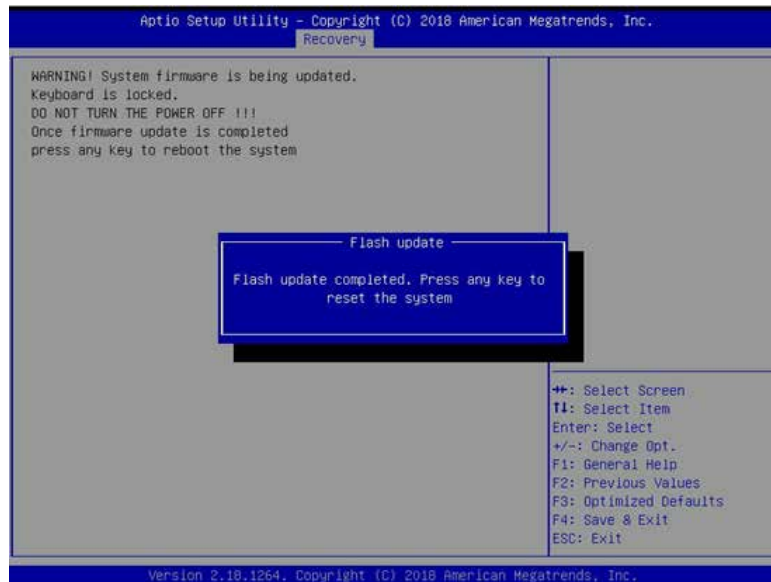 Aptio Setup Utility – Copyright (C) 2018 American Megatrends, Inc.
Recovery
WARNING! System firmware is being updated.
Keyboard is locked.
DO NOT TURN THE POWER OFF !!!
Once firmware update is completed
press any key to reboot the system
Flash update
Flash update completed. Press any key to
reset the system
→←: Select Screen
↑↓: Select Item
Enter: Select
+/-: Change Opt.
F1: General Help
F2: Previous Values
F3: Optimized Defaults
F4: Save & Exit
ESC: Exit
Version 2.18.1264. Copyright (C) 2018 American Megatrends, Inc.